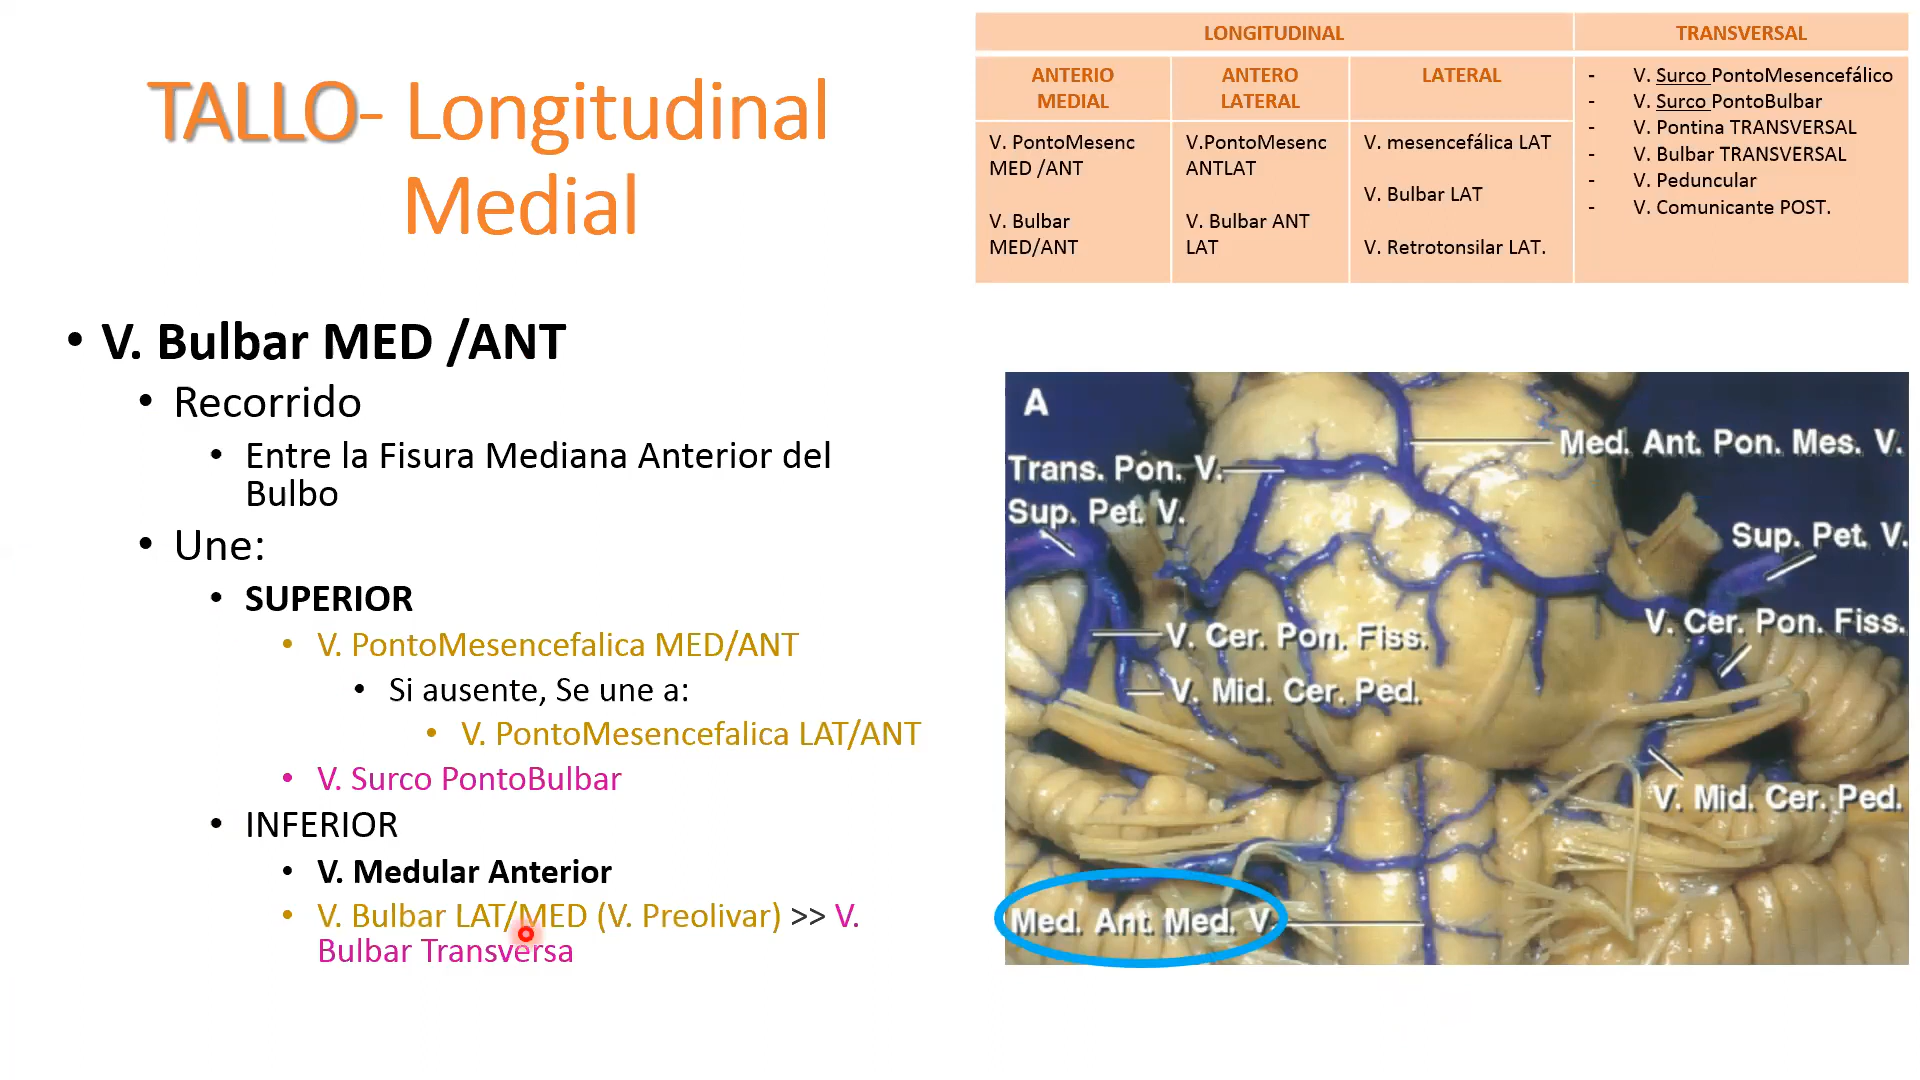 TALLO- Longitudinal
Medial
• V. Bulbar MED /ANT
• Recorrido
• Entre la Fisura Mediana Anterior del
Bulbo
• Une:
• SUPERIOR
• V. PontoMesencefalica MED/ANT
• Si ausente, Se une a:
• V. PontoMesencefalica LAT/ANT
• V. Surco PontoBulbar
• INFERIOR
• V. Medular Anterior
• V. Bulbar LAT/MED (V. Preolivar) >> V.
Bulbar Transversa
LONGITUDINAL
TRANSVERSAL
ANTERIO
MEDIAL
ANTERO
LATERAL
LATERAL
V. PontoMesenc
MED /ANT
V. Bulbar
MED/ANT
V.PontoMesenc
ANTLAT
V. Bulbar ANT
LAT
V. mesencefálica LAT
V. Bulbar LAT
V. Retrotonsilar LAT.
- V. Surco PontoMesencefálico
- V. Surco PontoBulbar
- V. Pontina TRANSVERSAL
- V. Bulbar TRANSVERSAL
- V. Peduncular
- V. Comunicante POST.
A
Med. Ant. Pon. Mes. V.
Trans. Pon. V.
Sup. Pet. V.
Sup. Pet. V.
V. Cer. Pon. Fiss.
V. Cer. Pon. Fiss.
V. Mid. Cer. Ped.
V. Mid. Cer. Ped.
Med. Ant. Med. V.